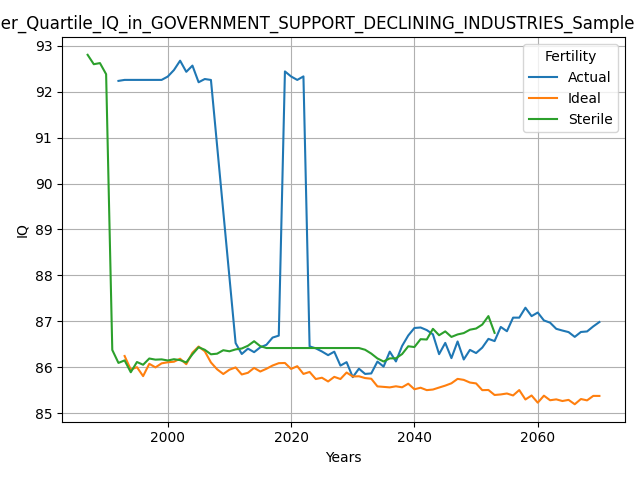 er_Quartile_IQ_in_GOVERNMENT_SUPPORT_DECLINING_INDUSTRIES_Sample
93
92
91
90
89
88
87
86
85
IQ
Fertility
Actual
Ideal
Sterile
2000
2020
2040
2060
Years